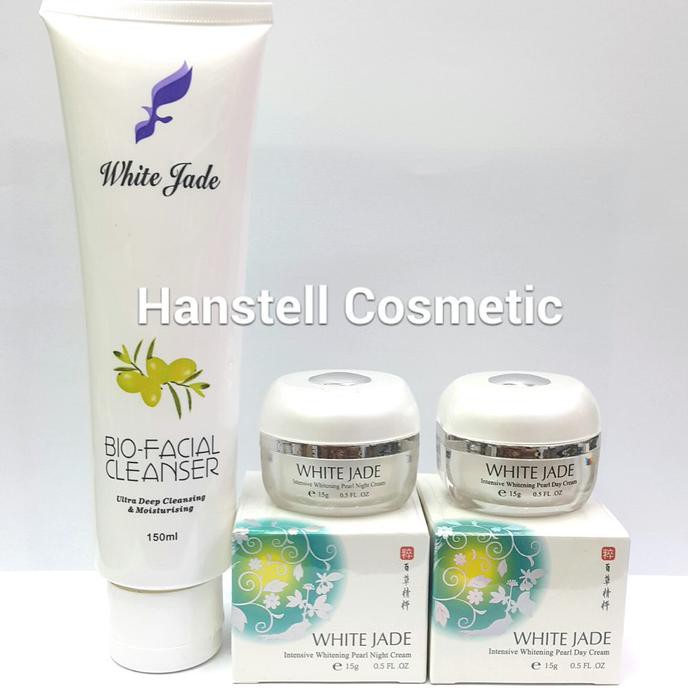 White Jade
BIO-FACIAL
CLEANSER
Ultra Deep Cleansing
& Moisturising
150ml
Hanstell Cosmetic
WHITE JADE
Intensive Whitening Pearl Night Cream
e 15g 0.5 FL .OZ
WHITE JADE
Intensive Whitening Pearl Day Cream
e 15g 0.5 FL .OZ
百草精粹
WHITE JADE
Intensive Whitening Pearl Night Cream
e 15g 0.5 FL .OZ
粹
百草精粹
WHITE JADE
Intensive Whitening Pearl Day Cream
e 15g 0.5 FL .OZ